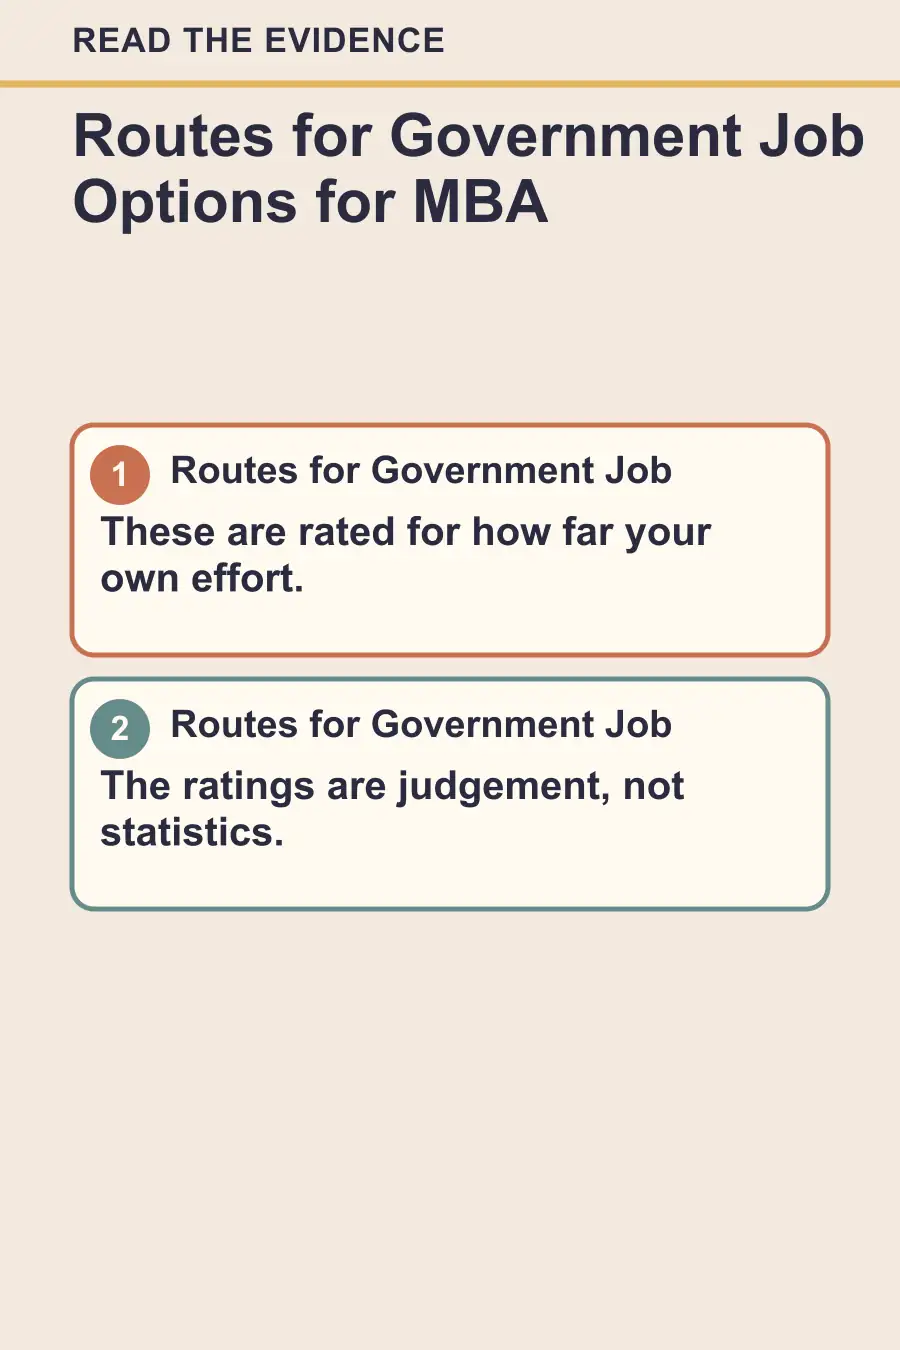 READ THE EVIDENCE
Routes for Government Job
Options for MBA
1 Routes for Government Job
These are rated for how far your
own effort.
2 Routes for Government Job
The ratings are judgement, not
statistics.